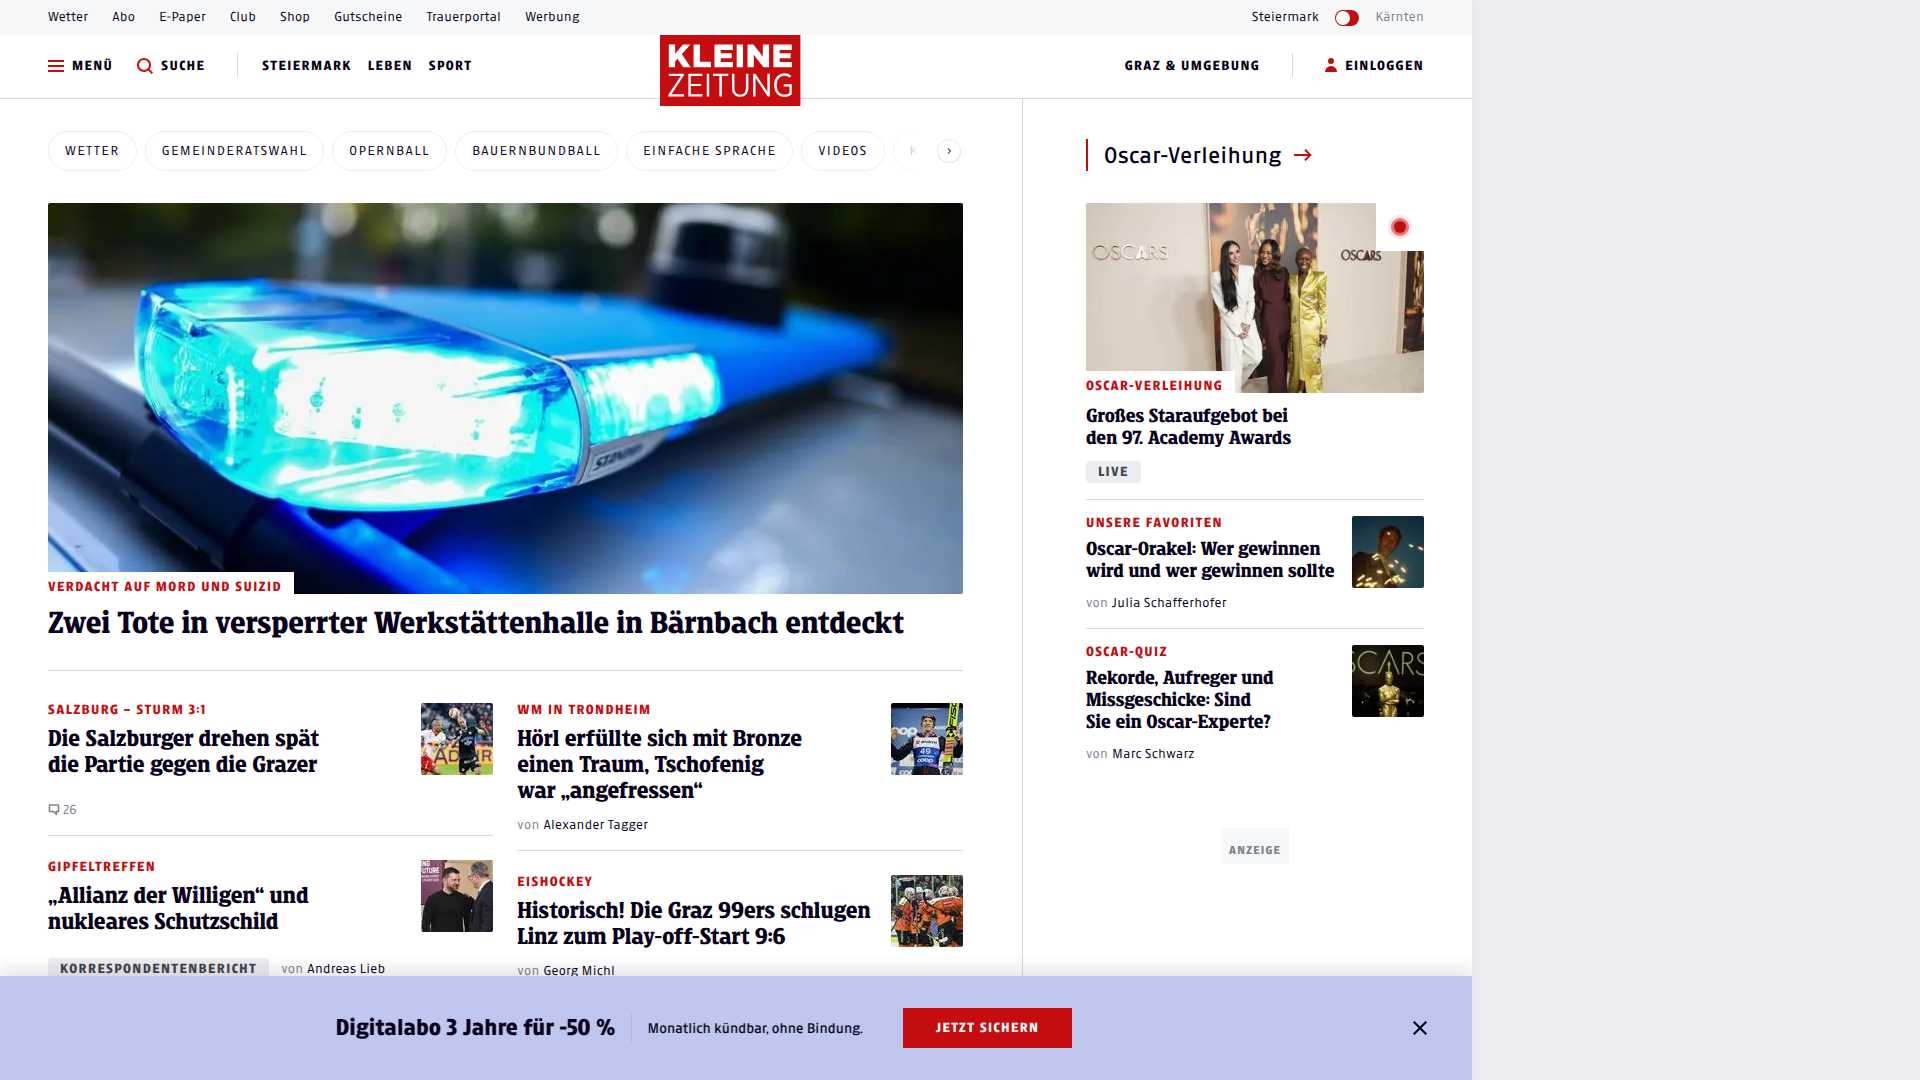 Wetter Abo E-Paper Club Shop Gutscheine Trauerportal Werbung Steiermark Kärnten
MENÜ SUCHE STEIERMARK LEBEN SPORT KLEINE ZEITUNG GRAZ & UMGEBUNG EINLOGGEN
WETTER GEMEINDERATSWAHL OPERNBALL BAUERNBUNDBALL EINFACHE SPRACHE VIDEOS K
STANDBY
VERDACHT AUF MORD UND SUIZID
Zwei Tote in versperrter Werkstättenhalle in Bärnbach entdeckt
SALZBURG – STURM 3:1
Die Salzburger drehen spät
die Partie gegen die Grazer
26
GIPFELTREFFEN
„Allianz der Willigen“ und
nukleares Schutzschild
KORRESPONDENTENBERICHT von Andreas Lieb
WM IN TRONDHEIM
Hörl erfüllte sich mit Bronze
einen Traum, Tschofenig
war „angefressen“
von Alexander Tagger
49
coop
EISHOCKEY
Historisch! Die Graz 99ers schlugen
Linz zum Play-off-Start 9:6
von Georg Michl
Oscar-Verleihung
OSCARS OSCARS
OSCAR-VERLEIHUNG
Großes Staraufgebot bei
den 97. Academy Awards
LIVE
UNSERE FAVORITEN
Oscar-Orakel: Wer gewinnen
wird und wer gewinnen sollte
von Julia Schafferhofer
OSCAR-QUIZ
Rekorde, Aufreger und
Missgeschicke: Sind
Sie ein Oscar-Experte?
von Marc Schwarz
SCARS
ANZEIGE
Digitalabo 3 Jahre für -50 % Monatlich kündbar, ohne Bindung. JETZT SICHERN